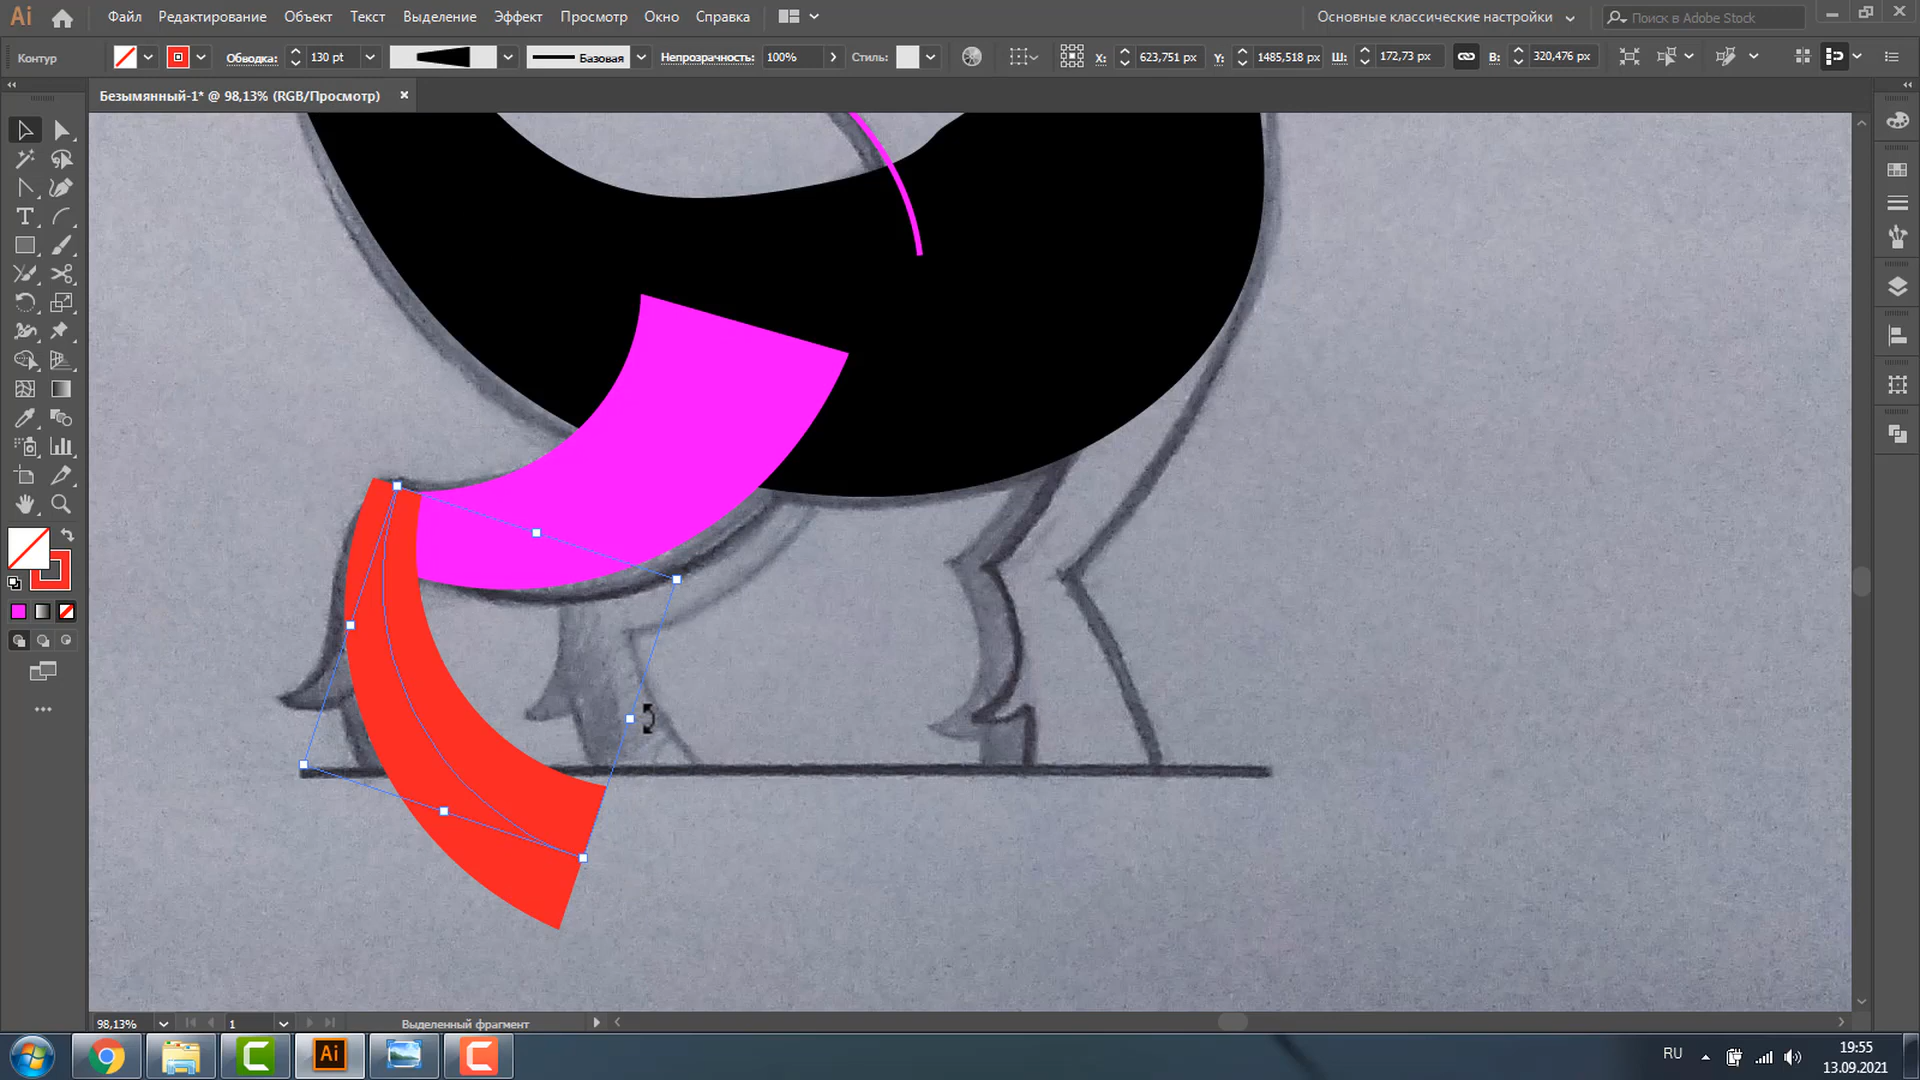 Ai Файл Редактирование Объект Текст Выделение Эффект Просмотр Окно Справка Основные классические настройки Поиск в Adobe Stock
Контур Обводка: 130 pt Базовая Непрозрачность: 100% Стиль: X: 623,751 px Y: 1485,518 px Ш: 172,73 px В: 320,476 px
Безымянный-1* @ 98,13% (RGB/Просмотр)
98,13% 1 Выделенный фрагмент
Ai RU 19:55
13.09.2021